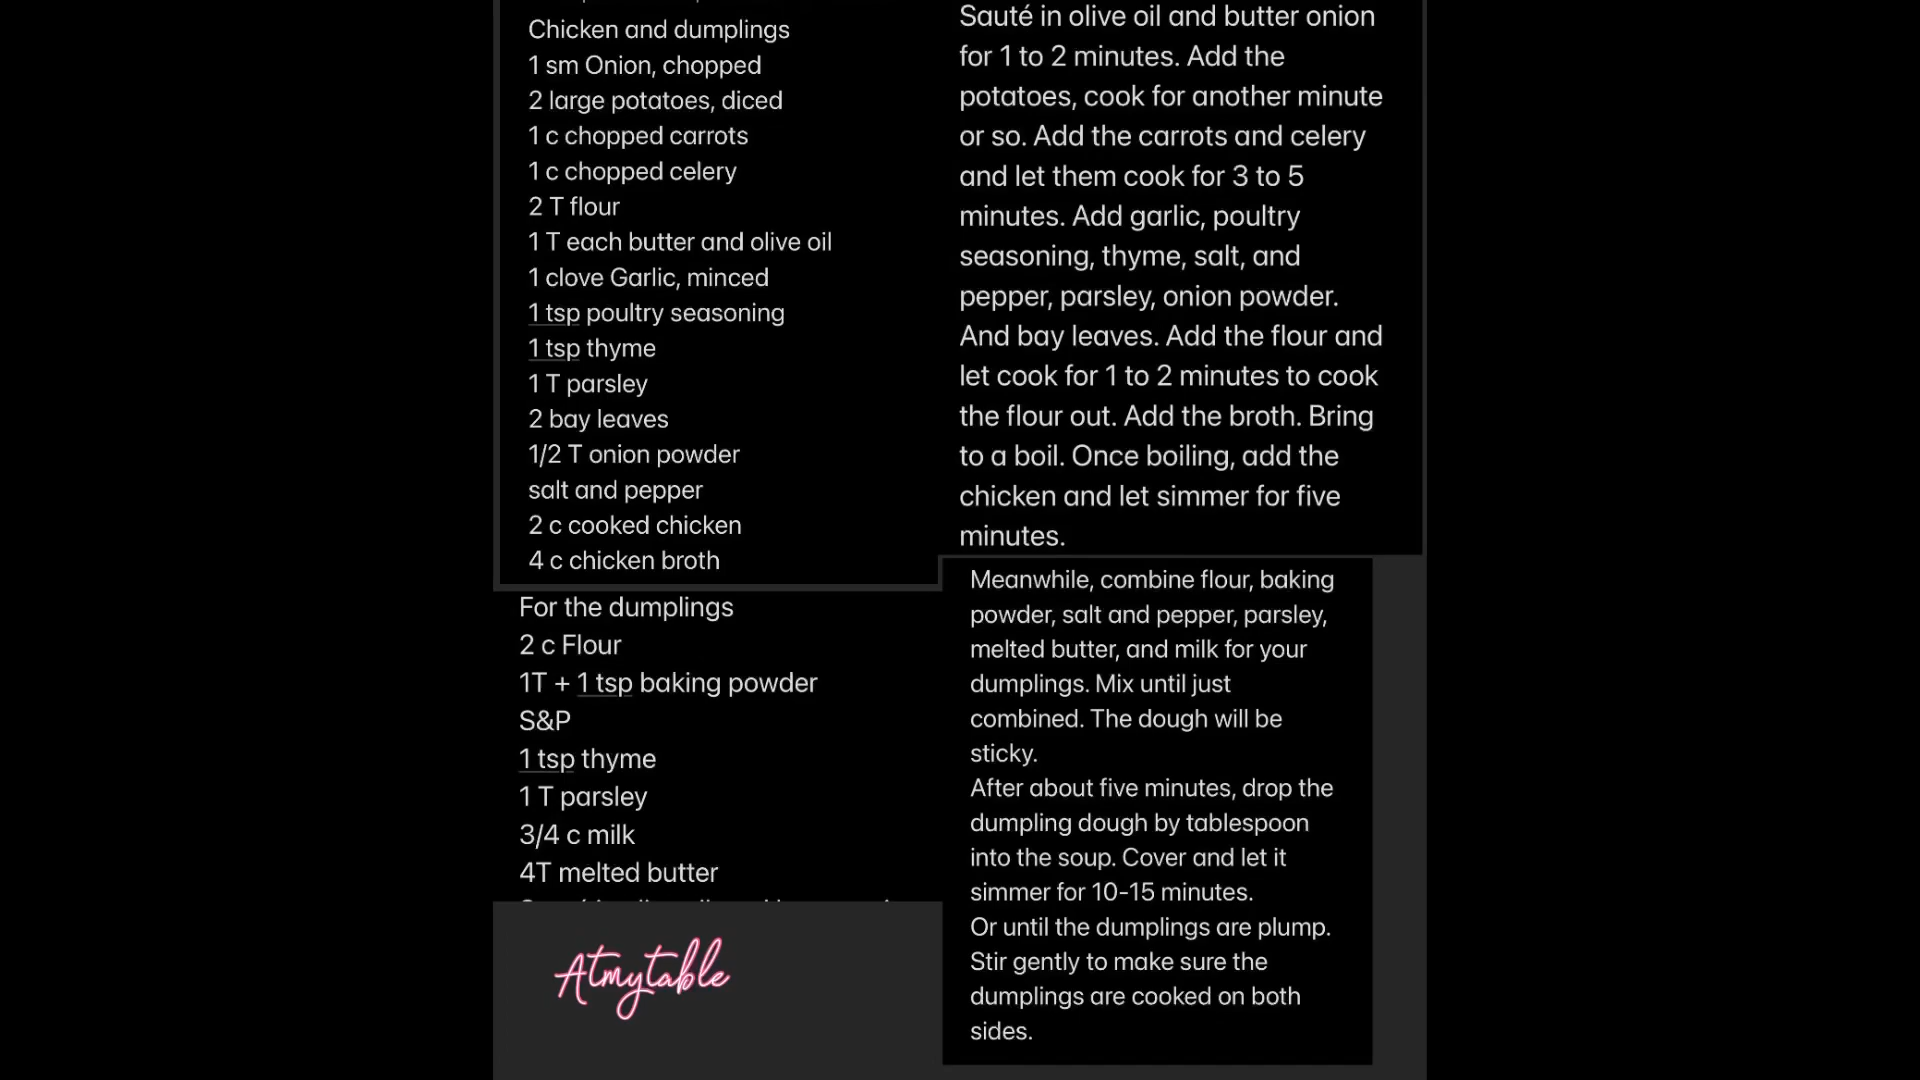 Chicken and dumplings
1 sm Onion, chopped
2 large potatoes, diced
1 c chopped carrots
1 c chopped celery
2 T flour
1 T each butter and olive oil
1 clove Garlic, minced
1 tsp poultry seasoning
1 tsp thyme
1 T parsley
2 bay leaves
1/2 T onion powder
salt and pepper
2 c cooked chicken
4 c chicken broth
For the dumplings
2 c Flour
1T + 1 tsp baking powder
S&P
1 tsp thyme
1 T parsley
3/4 c milk
4T melted butter
Atmytable
Sauté in olive oil and butter onion
for 1 to 2 minutes. Add the
potatoes, cook for another minute
or so. Add the carrots and celery
and let them cook for 3 to 5
minutes. Add garlic, poultry
seasoning, thyme, salt, and
pepper, parsley, onion powder.
And bay leaves. Add the flour and
let cook for 1 to 2 minutes to cook
the flour out. Add the broth. Bring
to a boil. Once boiling, add the
chicken and let simmer for five
minutes.
Meanwhile, combine flour, baking
powder, salt and pepper, parsley,
melted butter, and milk for your
dumplings. Mix until just
combined. The dough will be
sticky.
After about five minutes, drop the
dumpling dough by tablespoon
into the soup. Cover and let it
simmer for 10-15 minutes.
Or until the dumplings are plump.
Stir gently to make sure the
dumplings are cooked on both
sides.